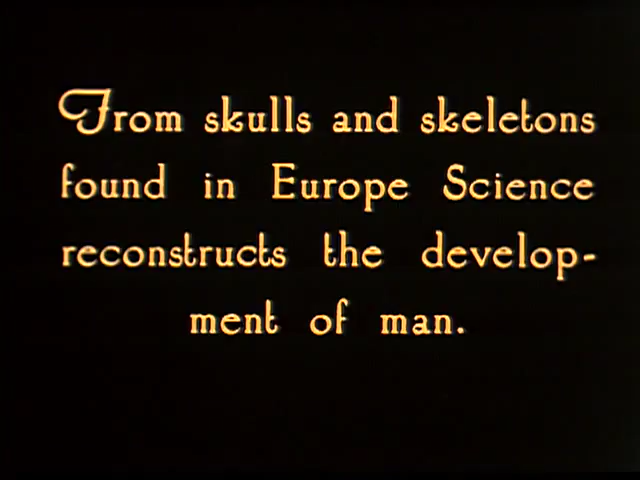 From skulls and skeletons
found in Europe Science
reconstructs the develop-
ment of man.